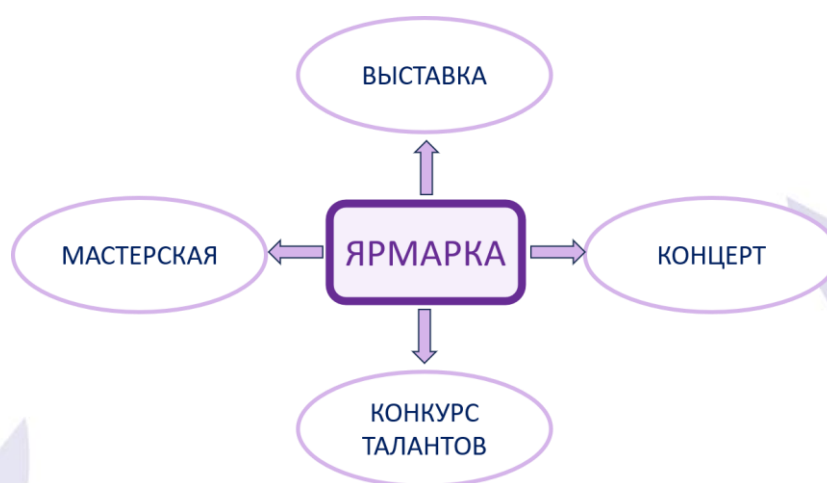 ВЫСТАВКА
МАСТЕРСКАЯ
ЯРМАРКА
КОНЦЕРТ
КОНКУРС
ТАЛАНТОВ